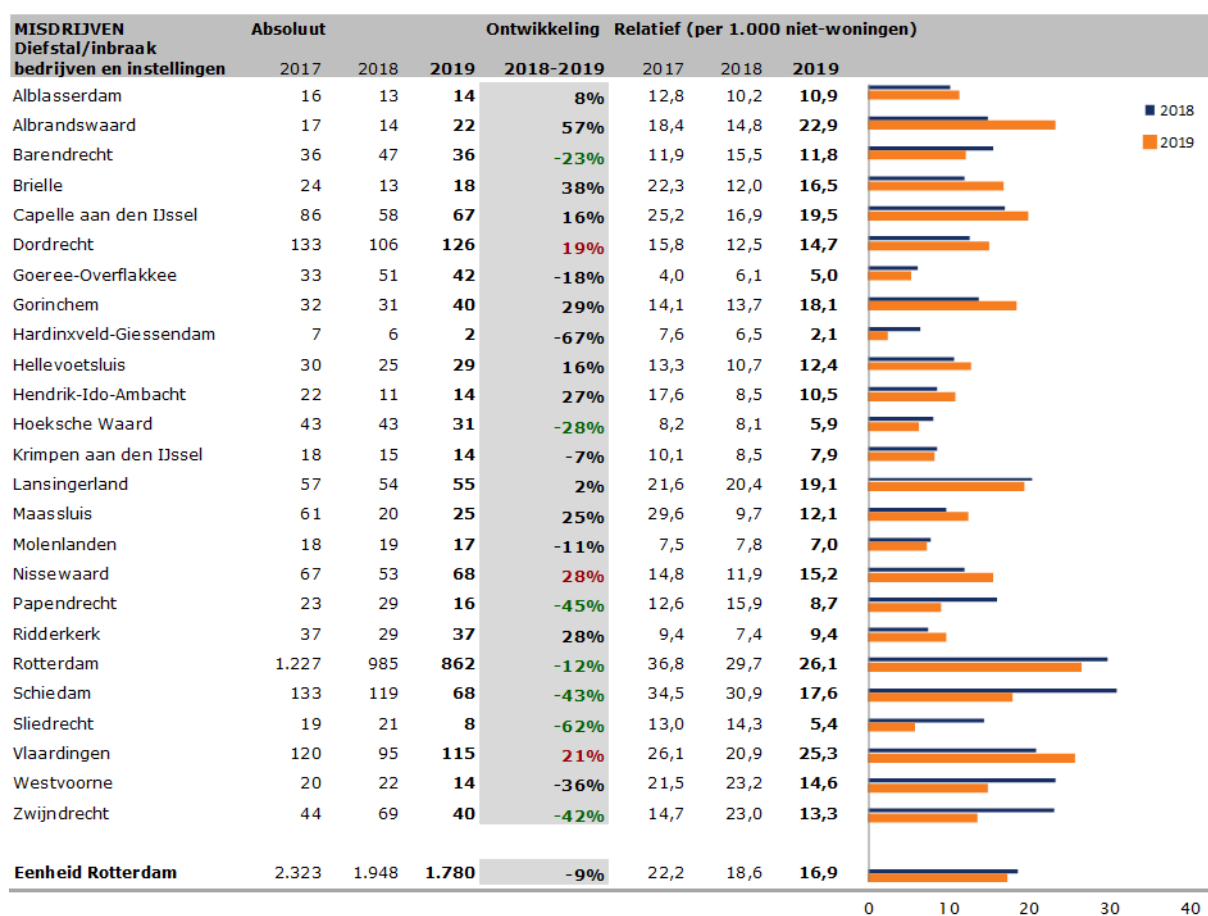 MISDRIJVEN Absoluut Ontwikkeling Relatief (per 1.000 niet-woningen)
Diefstal/inbraak
bedrijven en instellingen 2017 2018 2019 2018-2019 2017 2018 2019
Alblasserdam 16 13 14 8% 12,8 10,2 10,9
2018
Albrandswaard 17 14 22 57% 18,4 14,8 22,9
2019
Barendrecht 36 47 36 -23% 11,9 15,5 11,8
Brielle 24 13 18 38% 22,3 12,0 16,5
Capelle aan den IJssel 86 58 67 16% 25,2 16,9 19,5
Dordrecht 133 106 126 19% 15,8 12,5 14,7
Goeree-Overflakkee 33 51 42 -18% 4,0 6,1 5,0
Gorinchem 32 31 40 29% 14,1 13,7 18,1
Hardinxveld-Giessendam 7 6 2 -67% 7,6 6,5 2,1
Hellevoetsluis 30 25 29 16% 13,3 10,7 12,4
Hendrik-Ido-Ambacht 22 11 14 27% 17,6 8,5 10,5
Hoeksche Waard 43 43 31 -28% 8,2 8,1 5,9
Krimpen aan den IJssel 18 15 14 -7% 10,1 8,5 7,9
Lansingerland 57 54 55 2% 21,6 20,4 19,1
Maassluis 61 20 25 25% 29,6 9,7 12,1
Molenlanden 18 19 17 -11% 7,5 7,8 7,0
Nissewaard 67 53 68 28% 14,8 11,9 15,2
Papendrecht 23 29 16 -45% 12,6 15,9 8,7
Ridderkerk 37 29 37 28% 9,4 7,4 9,4
Rotterdam 1.227 985 862 -12% 36,8 29,7 26,1
Schiedam 133 119 68 -43% 34,5 30,9 17,6
Sliedrecht 19 21 8 -62% 13,0 14,3 5,4
Vlaardingen 120 95 115 21% 26,1 20,9 25,3
Westvoorne 20 22 14 -36% 21,5 23,2 14,6
Zwijndrecht 44 69 40 -42% 14,7 23,0 13,3
Eenheid Rotterdam 2.323 1.948 1.780 -9% 22,2 18,6 16,9
0 10 20 30 40